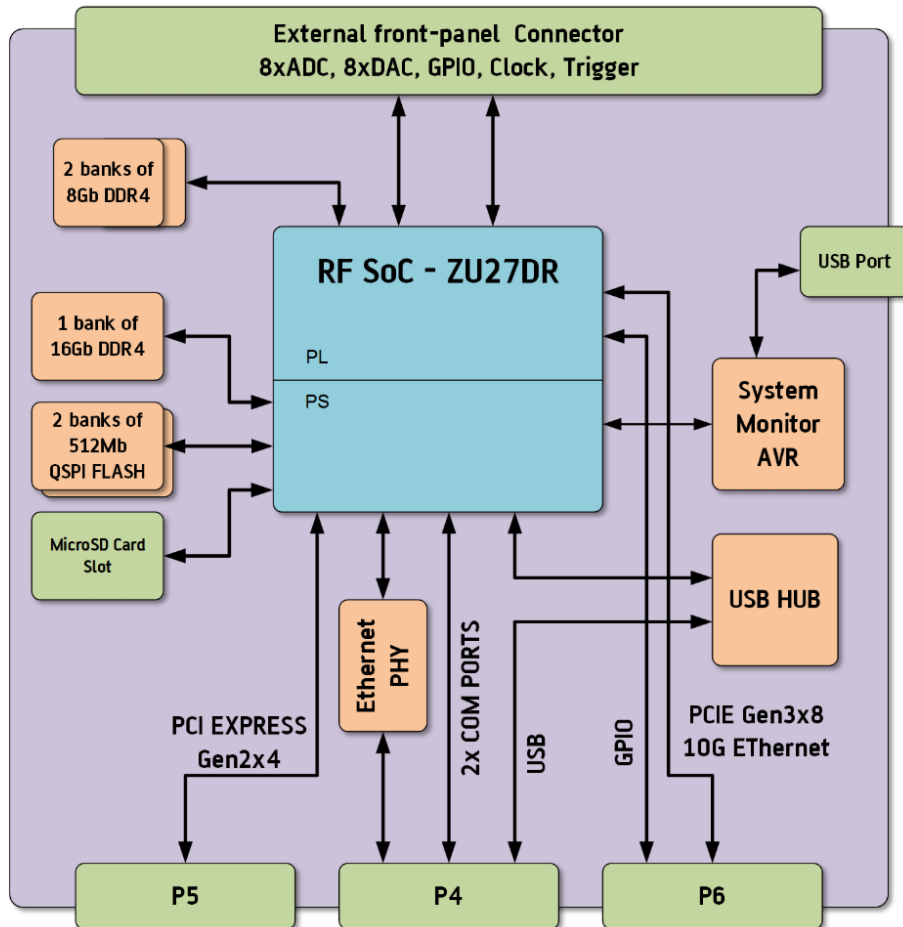 External front-panel Connector
8xADC, 8xDAC, GPIO, Clock, Trigger
2 banks of
8Gb DDR4
RF SoC - ZU27DR
USB Port
1 bank of
16Gb DDR4
PL
PS
System
Monitor
AVR
2 banks of
512Mb
QSPI FLASH
MicroSD Card
Slot
USB HUB
Ethernet
PHY
2x COM PORTS
USB
GPIO
PCI EXPRESS
Gen2x4
PCIE Gen3x8
10G EThernet
P5
P4
P6